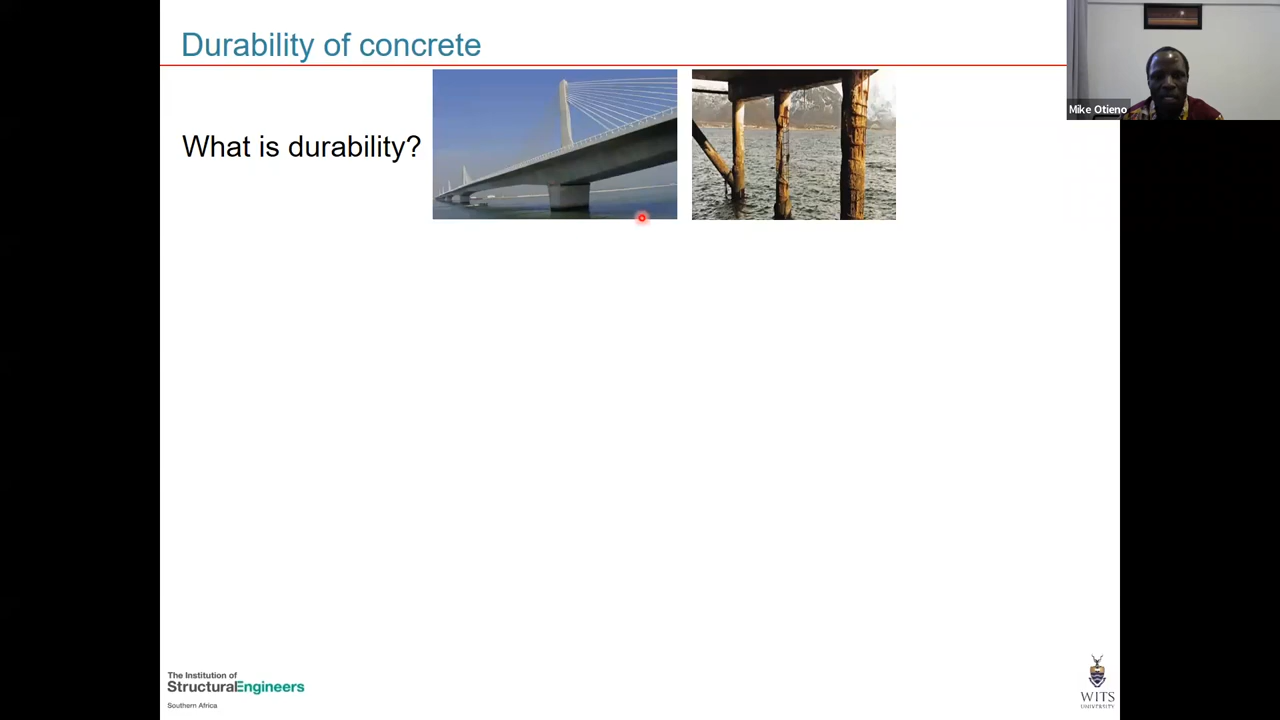 Durability of concrete
Mike Otieno
What is durability?
The Institution of
StructuralEngineers
Southern Africa
WITS
UNIVERSITY